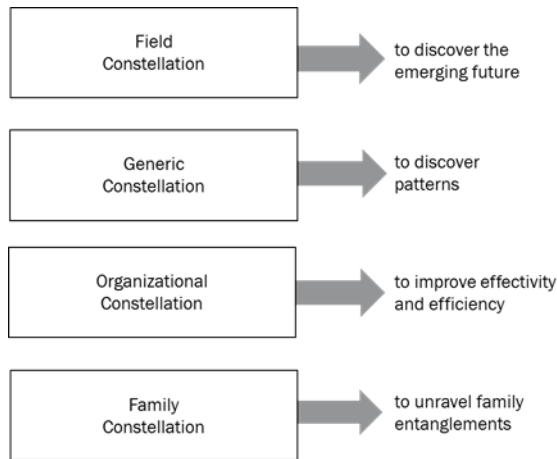 Field
Constellation
to discover the
emerging future
Generic
Constellation
to discover
patterns
Organizational
Constellation
to improve effectivity
and efficiency
Family
Constellation
to unravel family
entanglements